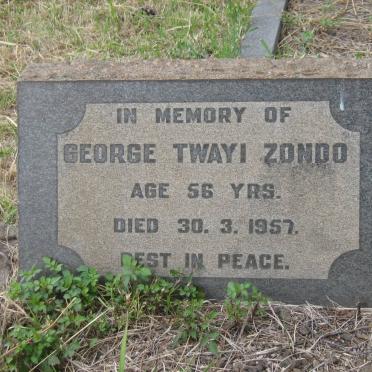 IN MEMORY OF
GEORGE TWAYI ZONDO
AGE 56 YRS.
DIED 30. 3. 1957.
REST IN PEACE.